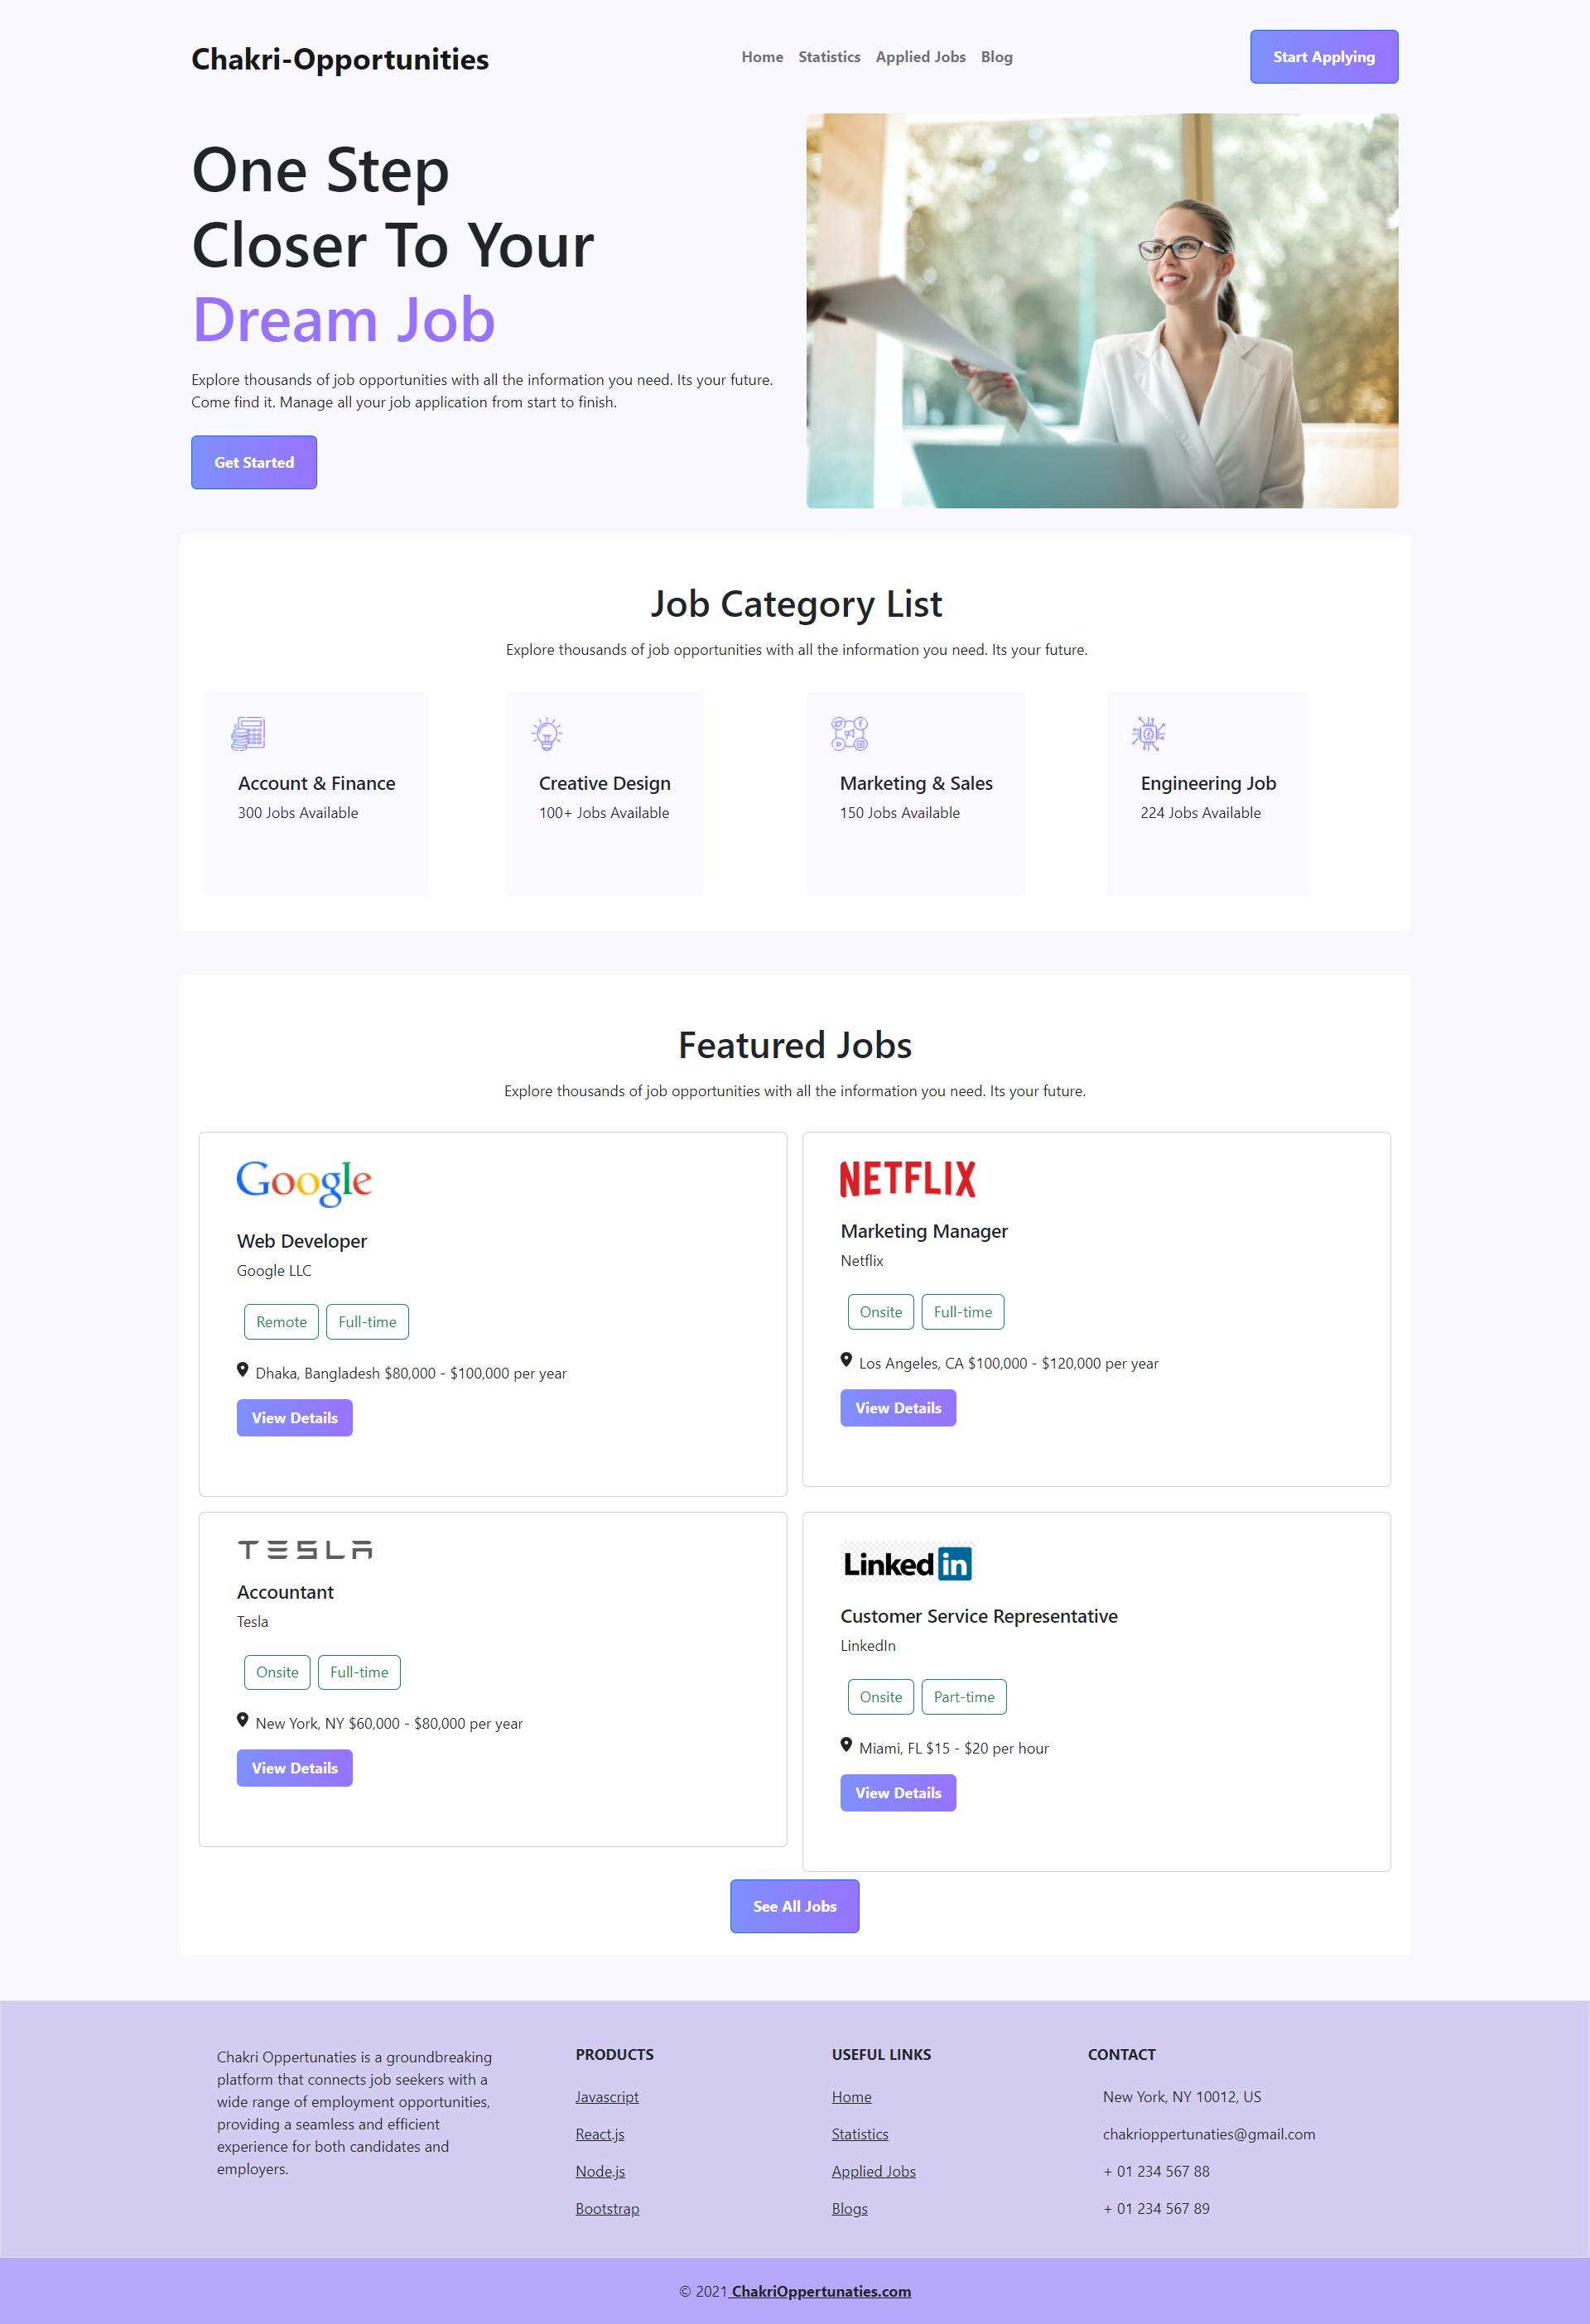 Chakri-Opportunities
Home Statistics Applied Jobs Blog
Start Applying
One Step
Closer To Your
Dream Job
Explore thousands of job opportunities with all the information you need. Its your future.
Come find it. Manage all your job application from start to finish.
Get Started
Job Category List
Explore thousands of job opportunities with all the information you need. Its your future.
Account & Finance
300 Jobs Available
Creative Design
100+ Jobs Available
Marketing & Sales
150 Jobs Available
Engineering Job
224 Jobs Available
Featured Jobs
Explore thousands of job opportunities with all the information you need. Its your future.
Google
Web Developer
Google LLC
Remote Full-time
Dhaka, Bangladesh $80,000 - $100,000 per year
View Details
NETFLIX
Marketing Manager
Netflix
Onsite Full-time
Los Angeles, CA $100,000 - $120,000 per year
View Details
TESLA
Accountant
Tesla
Onsite Full-time
New York, NY $60,000 - $80,000 per year
View Details
Linkedin
Customer Service Representative
LinkedIn
Onsite Part-time
Miami, FL $15 - $20 per hour
View Details
See All Jobs
Chakri Oppertunaties is a groundbreaking
platform that connects job seekers with a
wide range of employment opportunities,
providing a seamless and efficient
experience for both candidates and
employers.
PRODUCTS
Javascript
React.js
Node.js
Bootstrap
USEFUL LINKS
Home
Statistics
Applied Jobs
Blogs
CONTACT
New York, NY 10012, US
chakrioppertunaties@gmail.com
+ 01 234 567 88
+ 01 234 567 89
© 2021 ChakriOppertunaties.com